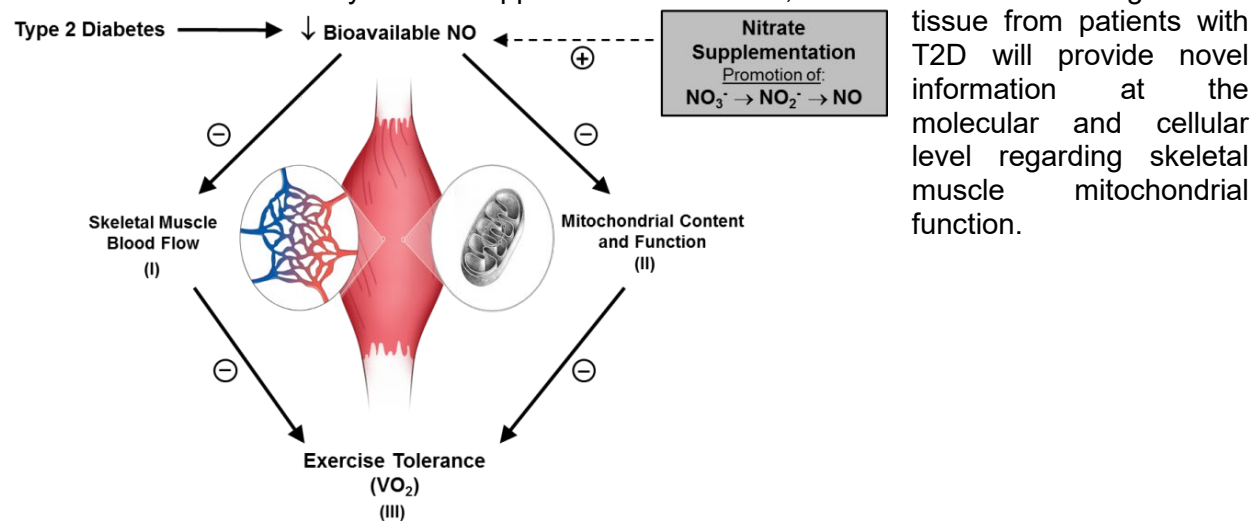 tissue from patients with
T2D will provide novel
information at the
molecular and cellular
level regarding skeletal
muscle mitochondrial
function.
Type 2 Diabetes
↓ Bioavailable NO
+
Nitrate
Supplementation
Promotion of:
NO₃⁻ → NO₂⁻ → NO
−
−
Skeletal Muscle
Blood Flow
(I)
Mitochondrial Content
and Function
(II)
−
−
Exercise Tolerance
(VO₂)
(III)